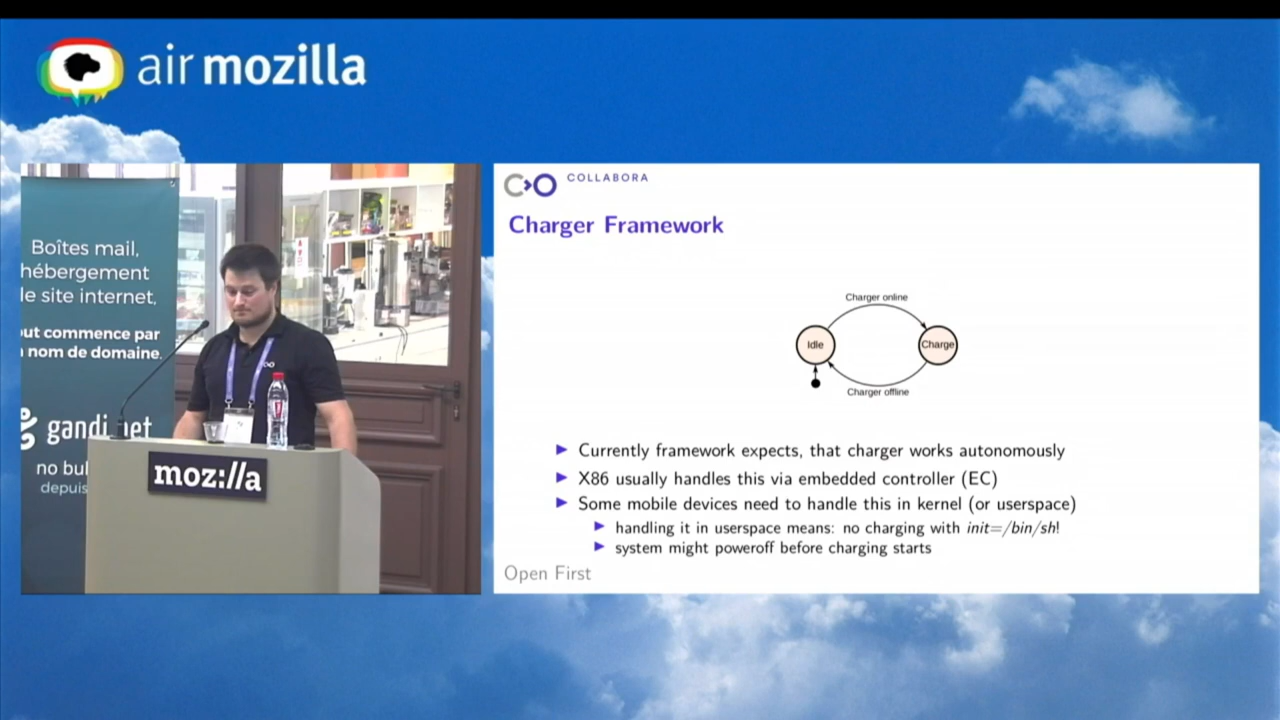 air mozilla
Boîtes mail,
hébergement
de site internet,
commence par
nom de domaine.
gandi.net
no
depuis
moz://a
COLLABORA
Charger Framework
Charger online
Idle
Charge
Charger offline
Currently framework expects, that charger works autonomously
X86 usually handles this via embedded controller (EC)
Some mobile devices need to handle this in kernel (or userspace)
handling it in userspace means: no charging with init=/bin/sh!
system might poweroff before charging starts
Open First